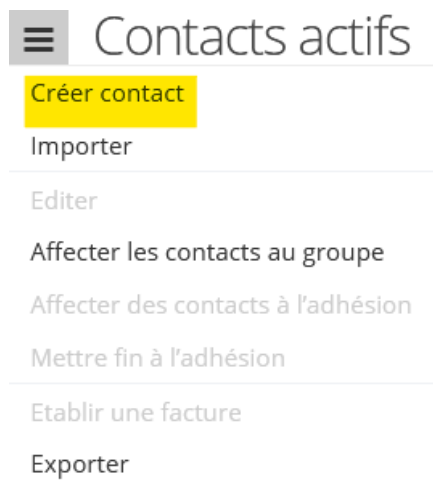 Contacts actifs
Créer contact
Importer
Editer
Affecter les contacts au groupe
Affecter des contacts à l’adhésion
Mettre fin à l’adhésion
Etablir une facture
Exporter